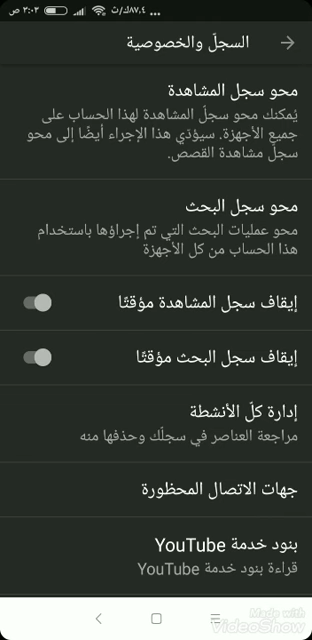 ٣:٠٣ ص ٨٧,٤ك/ث ...
السجلّ والخصوصية
محو سجل المشاهدة
يُمكنك محو سجلّ المشاهدة لهذا الحساب على
جميع الأجهزة. سيؤدّي هذا الإجراء أيضًا إلى محو
سجلّ مشاهدة القصص.
محو سجل البحث
محو عمليات البحث التي تم إجراؤها باستخدام
هذا الحساب من كل الأجهزة
إيقاف سجل المشاهدة مؤقتًا
إيقاف سجل البحث مؤقتًا
إدارة كلّ الأنشطة
مراجعة العناصر في سجلّك وحذفها منه
جهات الاتصال المحظورة
بنود خدمة YouTube
قراءة بنود خدمة YouTube
Made with
VideoShow